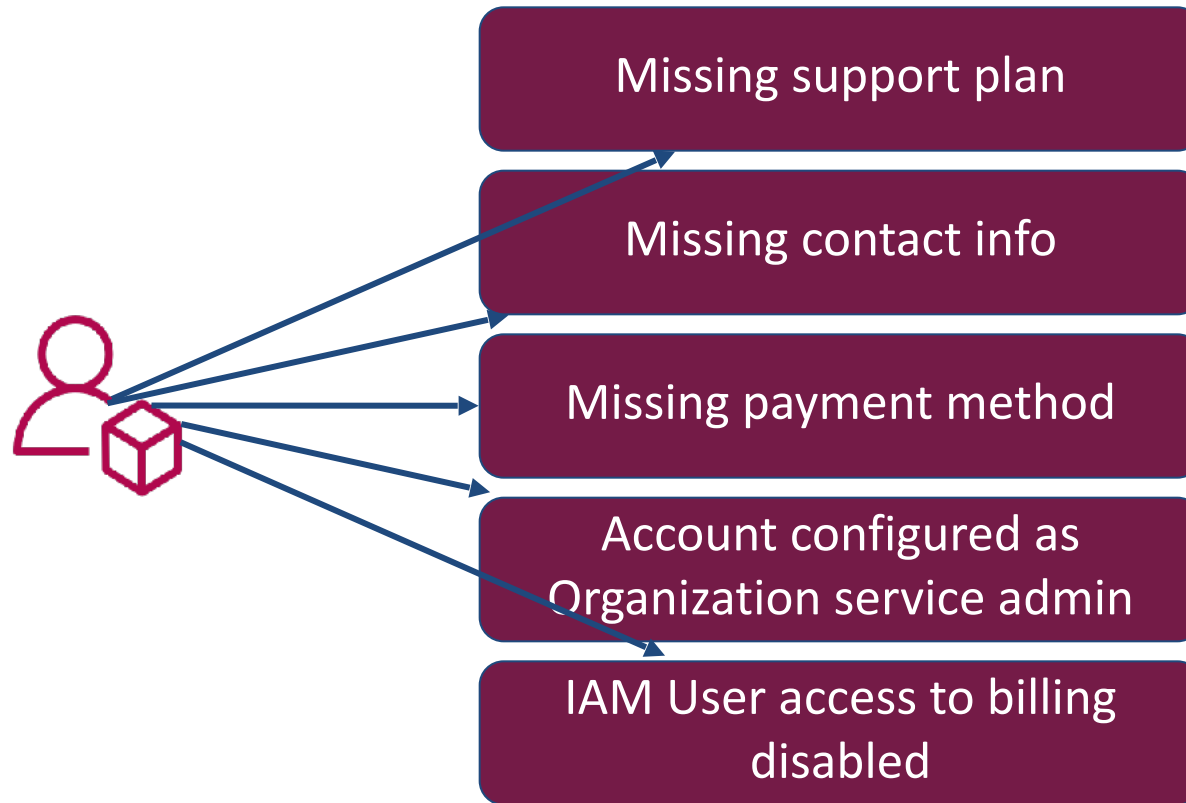 Missing support plan
Missing contact info
Missing payment method
Account configured as
Organization service admin
IAM User access to billing
disabled